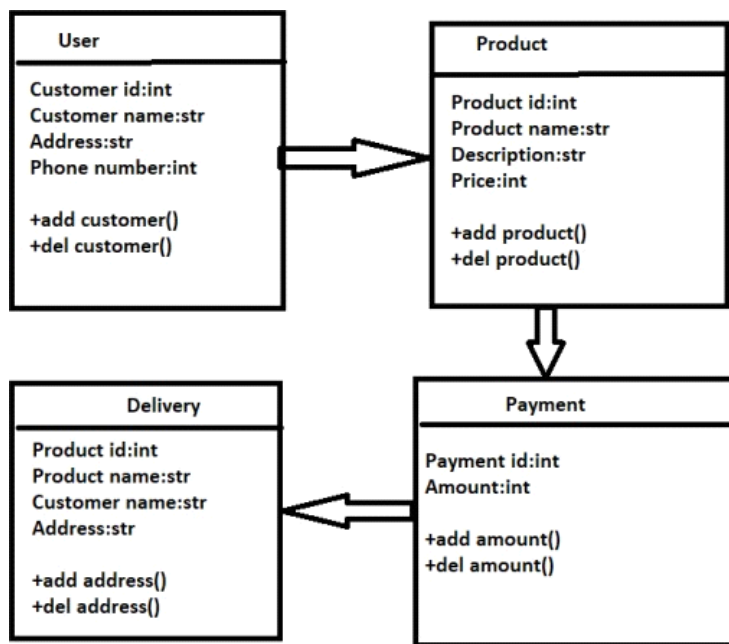 User
Customer id:int
Customer name:str
Address:str
Phone number:int
+add customer()
+del customer()
Product
Product id:int
Product name:str
Description:str
Price:int
+add product()
+del product()
Delivery
Product id:int
Product name:str
Customer name:str
Address:str
+add address()
+del address()
Payment
Payment id:int
Amount:int
+add amount()
+del amount()